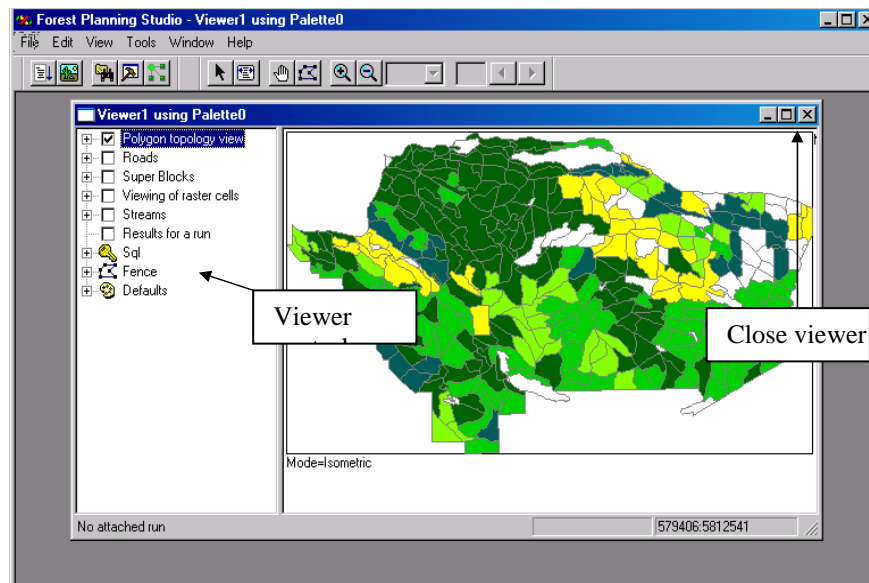 Forest Planning Studio - Viewer1 using Palette0
File Edit View Tools Window Help
Viewer1 using Palette0
Polygon topology view
Roads
Super Blocks
Viewing of raster cells
Streams
Results for a run
Sql
Fence
Defaults
Viewer
Close viewer
Mode=Isometric
No attached run
579406:5812541